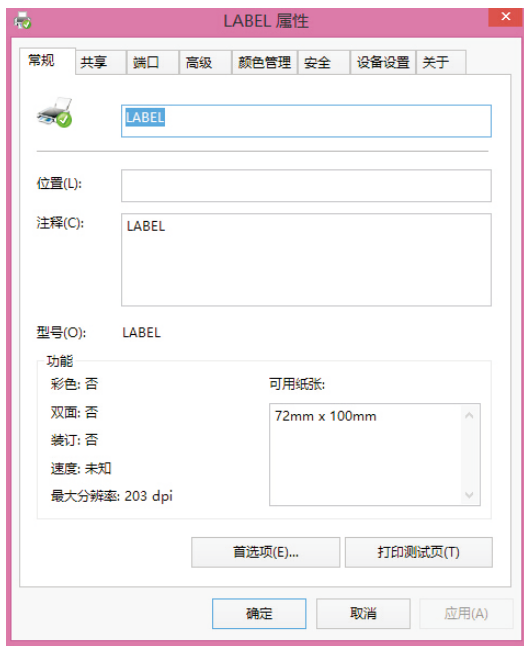 LABEL 属性
常规 共享 端口 高级 颜色管理 安全 设备设置 关于
LABEL
位置(L):
注释(C): LABEL
型号(O): LABEL
功能
彩色: 否 可用纸张:
双面: 否 72mm x 100mm
装订: 否
速度: 未知
最大分辨率: 203 dpi
首选项(E)... 打印测试页(T)
确定 取消 应用(A)